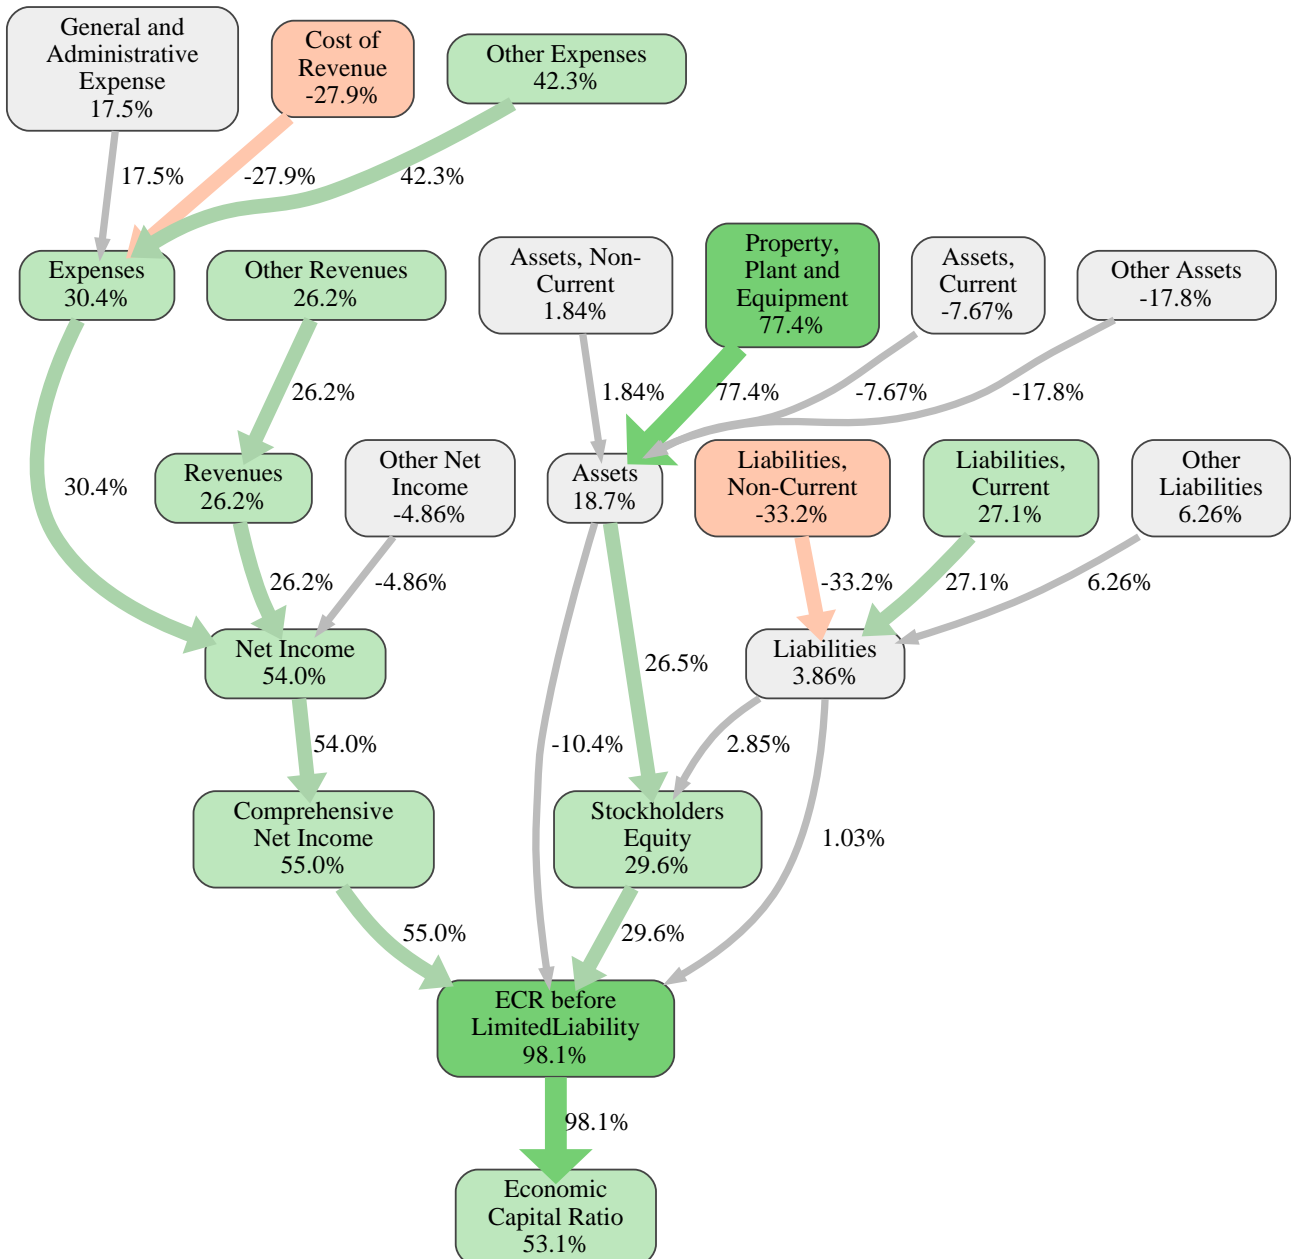 General and
Administrative
Expense
17.5%
Cost of
Revenue
-27.9%
Other Expenses
42.3%
17.5%
-27.9%
42.3%
Expenses
30.4%
Other Revenues
26.2%
Assets, Non-
Current
1.84%
Property,
Plant and
Equipment
77.4%
Assets,
Current
-7.67%
Other Assets
-17.8%
26.2%
1.84%
77.4%
-7.67%
-17.8%
30.4%
Revenues
26.2%
Other Net
Income
-4.86%
Assets
18.7%
Liabilities,
Non-Current
-33.2%
Liabilities,
Current
27.1%
Other
Liabilities
6.26%
26.2%
-4.86%
-33.2%
27.1%
6.26%
Net Income
54.0%
26.5%
Liabilities
3.86%
54.0%
-10.4%
2.85%
Comprehensive
Net Income
55.0%
Stockholders
Equity
29.6%
1.03%
55.0%
29.6%
ECR before
LimitedLiability
98.1%
98.1%
Economic
Capital Ratio
53.1%